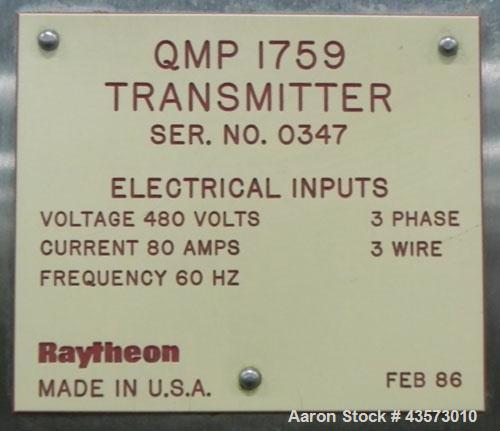 QMP 1759
TRANSMITTER
SER. NO. 0347
ELECTRICAL INPUTS
VOLTAGE 480 VOLTS 3 PHASE
CURRENT 80 AMPS 3 WIRE
FREQUENCY 60 HZ
Raytheon
MADE IN U.S.A. FEB 86
Aaron Stock # 43573010